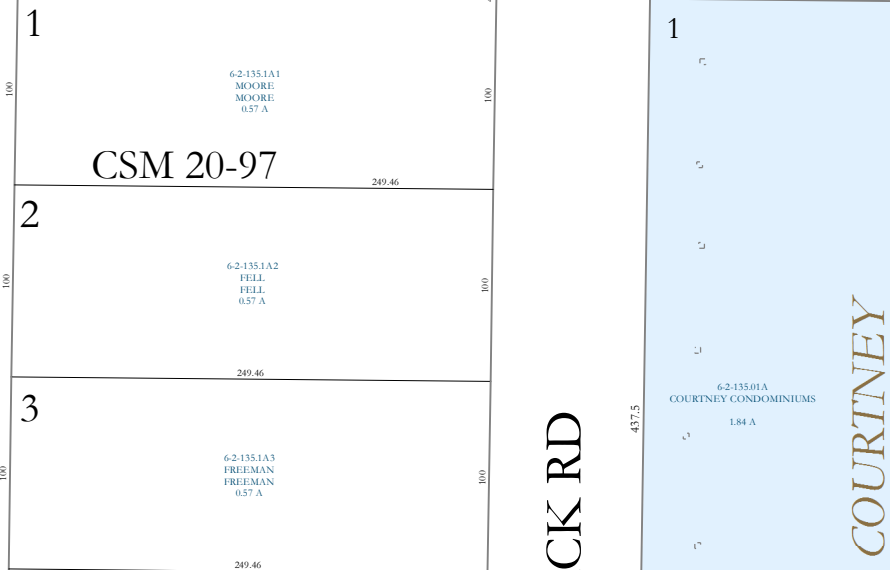 1
100
6-2-135.1A1
MOORE
MOORE
0.57 A
100
CSM 20-97
249.46
2
100
6-2-135.1A2
FELL
FELL
0.57 A
100
249.46
3
100
6-2-135.1A3
FREEMAN
FREEMAN
0.57 A
100
249.46
CK RD
437.5
1
6-2-135.01A
COURTNEY CONDOMINIUMS
1.84 A
COURTNEY